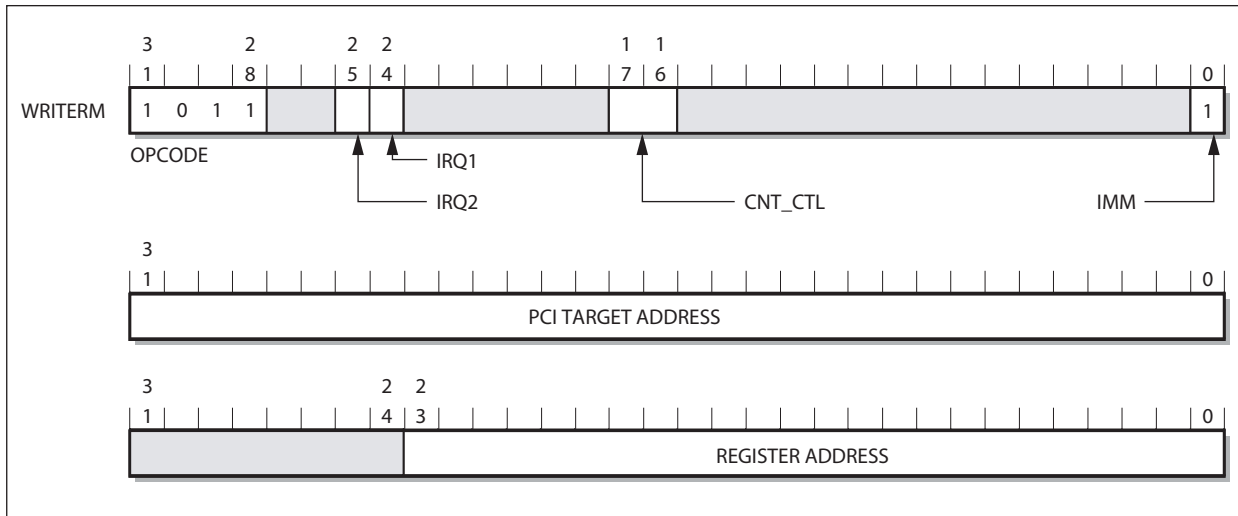 3 2 2 2 1 1
1 8 5 4 7 6 0
WRITERM 1 0 1 1 1
OPCODE
IRQ1
IRQ2 CNT_CTL IMM
3
1 0
PCI TARGET ADDRESS
3 2 2
1 4 3 0
REGISTER ADDRESS